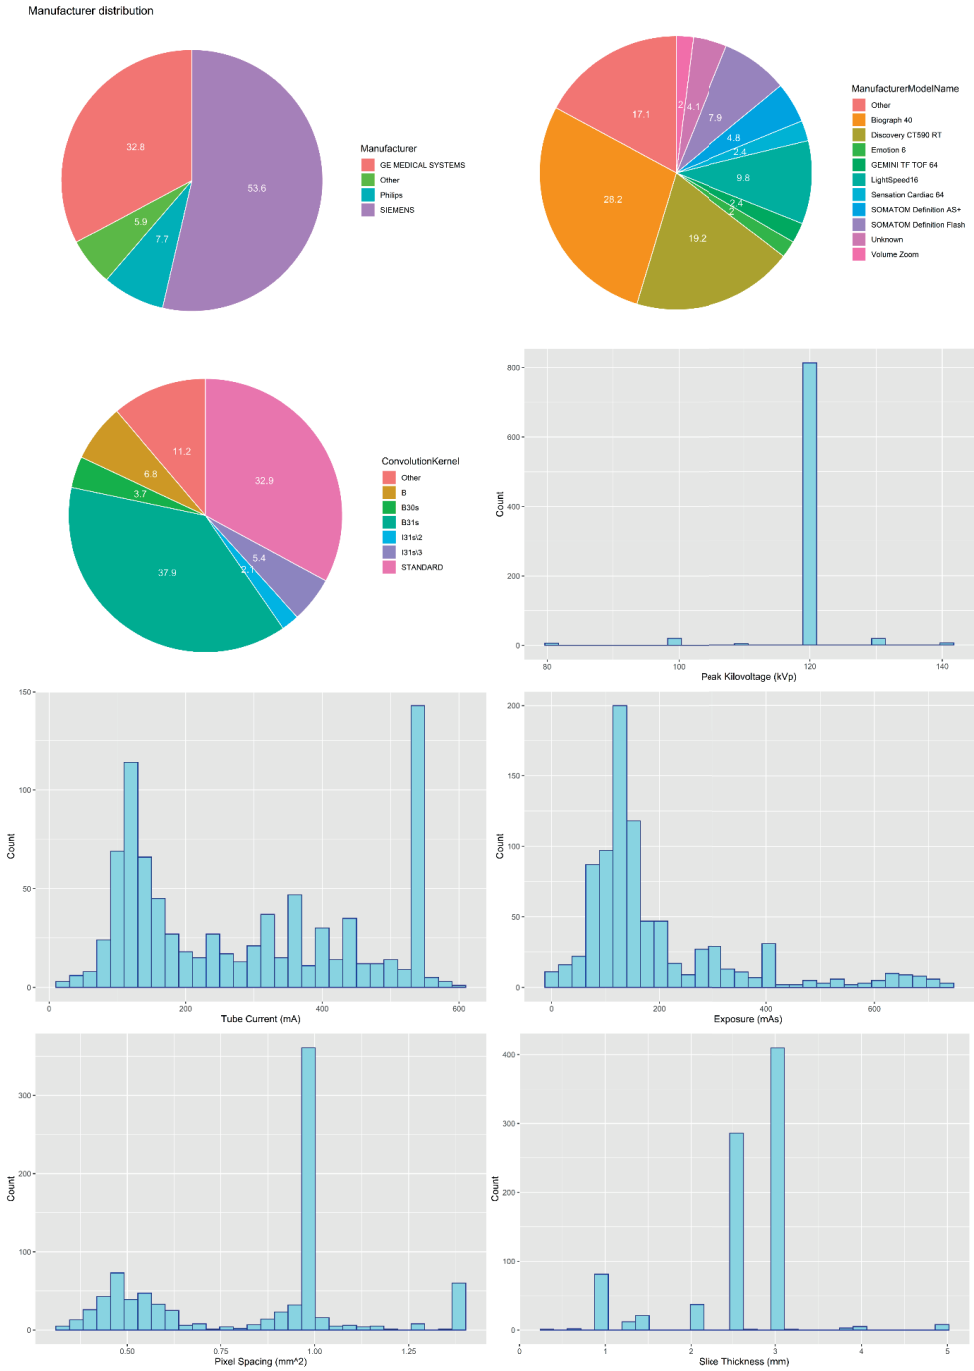 Manufacturer distribution
32.8
53.6
5.9
7.7
Manufacturer
GE MEDICAL SYSTEMS
Other
Philips
SIEMENS
2
4.1
7.9
17.1
4.8
2.4
9.8
28.2
2.4
2
19.2
ManufacturerModelName
Other
Biograph 40
Discovery CT590 RT
Emotion 6
GEMINI TF TOF 64
LightSpeed16
Sensation Cardiac 64
SOMATOM Definition AS+
SOMATOM Definition Flash
Unknown
Volume Zoom
11.2
32.9
6.8
3.7
5.4
2.1
37.9
ConvolutionKernel
Other
B
B30s
B31s
I31s\2
I31s\3
STANDARD
800
600
400
200
0
Count
80
100
120
140
Peak Kilovoltage (kVp)
150
100
50
0
Count
0
200
400
600
Tube Current (mA)
200
150
100
50
0
Count
0
200
400
600
Exposure (mAs)
300
200
100
0
Count
0.50
0.75
1.00
1.25
Pixel Spacing (mm^2)
400
300
200
100
0
Count
0
1
2
3
4
5
Slice Thickness (mm)